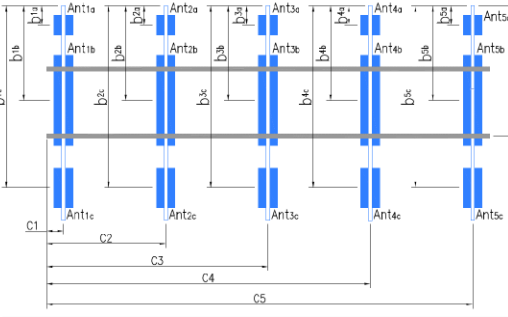 Ant1a Ant2a Ant3a Ant4a Ant5
b1a b2a b3a b4a b5a
Ant1b Ant2b Ant3b Ant4b Ant5b
b1b b2b b3b b4b b5b
b2c b3c b4c b5c
Ant1c Ant2c Ant3c Ant4c Ant5c
C1
C2
C3
C4
C5